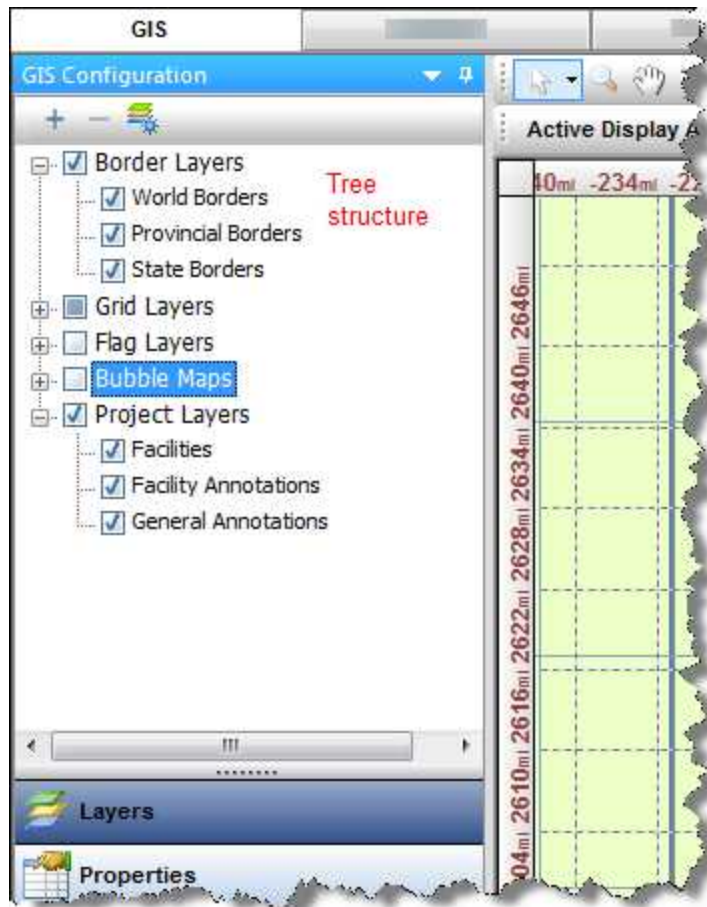 GIS
GIS Configuration
Border Layers
World Borders
Provincial Borders
State Borders
Grid Layers
Flag Layers
Bubble Maps
Project Layers
Facilities
Facility Annotations
General Annotations
Tree
structure
Layers
Properties
Active Display A
40mi -234mi -22
2646mi
2640mi
2634mi
2628mi
2622mi
2616mi
2610mi
04mi